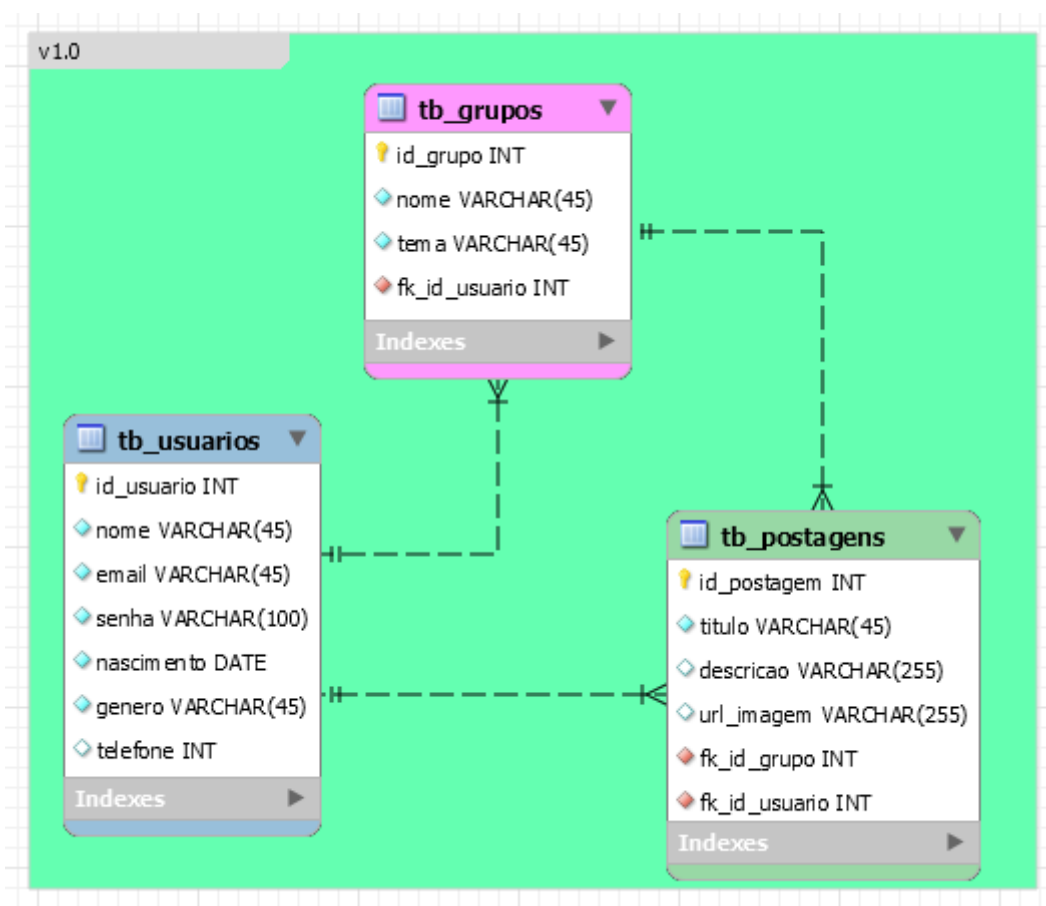 v1.0
tb_grupos
id_grupo INT
nome VARCHAR(45)
tema VARCHAR(45)
fk_id_usuario INT
Indexes
tb_usuarios
id_usuario INT
nome VARCHAR(45)
email VARCHAR(45)
senha VARCHAR(100)
nascimento DATE
genero VARCHAR(45)
telefone INT
Indexes
tb_postagens
id_postagem INT
titulo VARCHAR(45)
descricao VARCHAR(255)
url_imagem VARCHAR(255)
fk_id_grupo INT
fk_id_usuario INT
Indexes